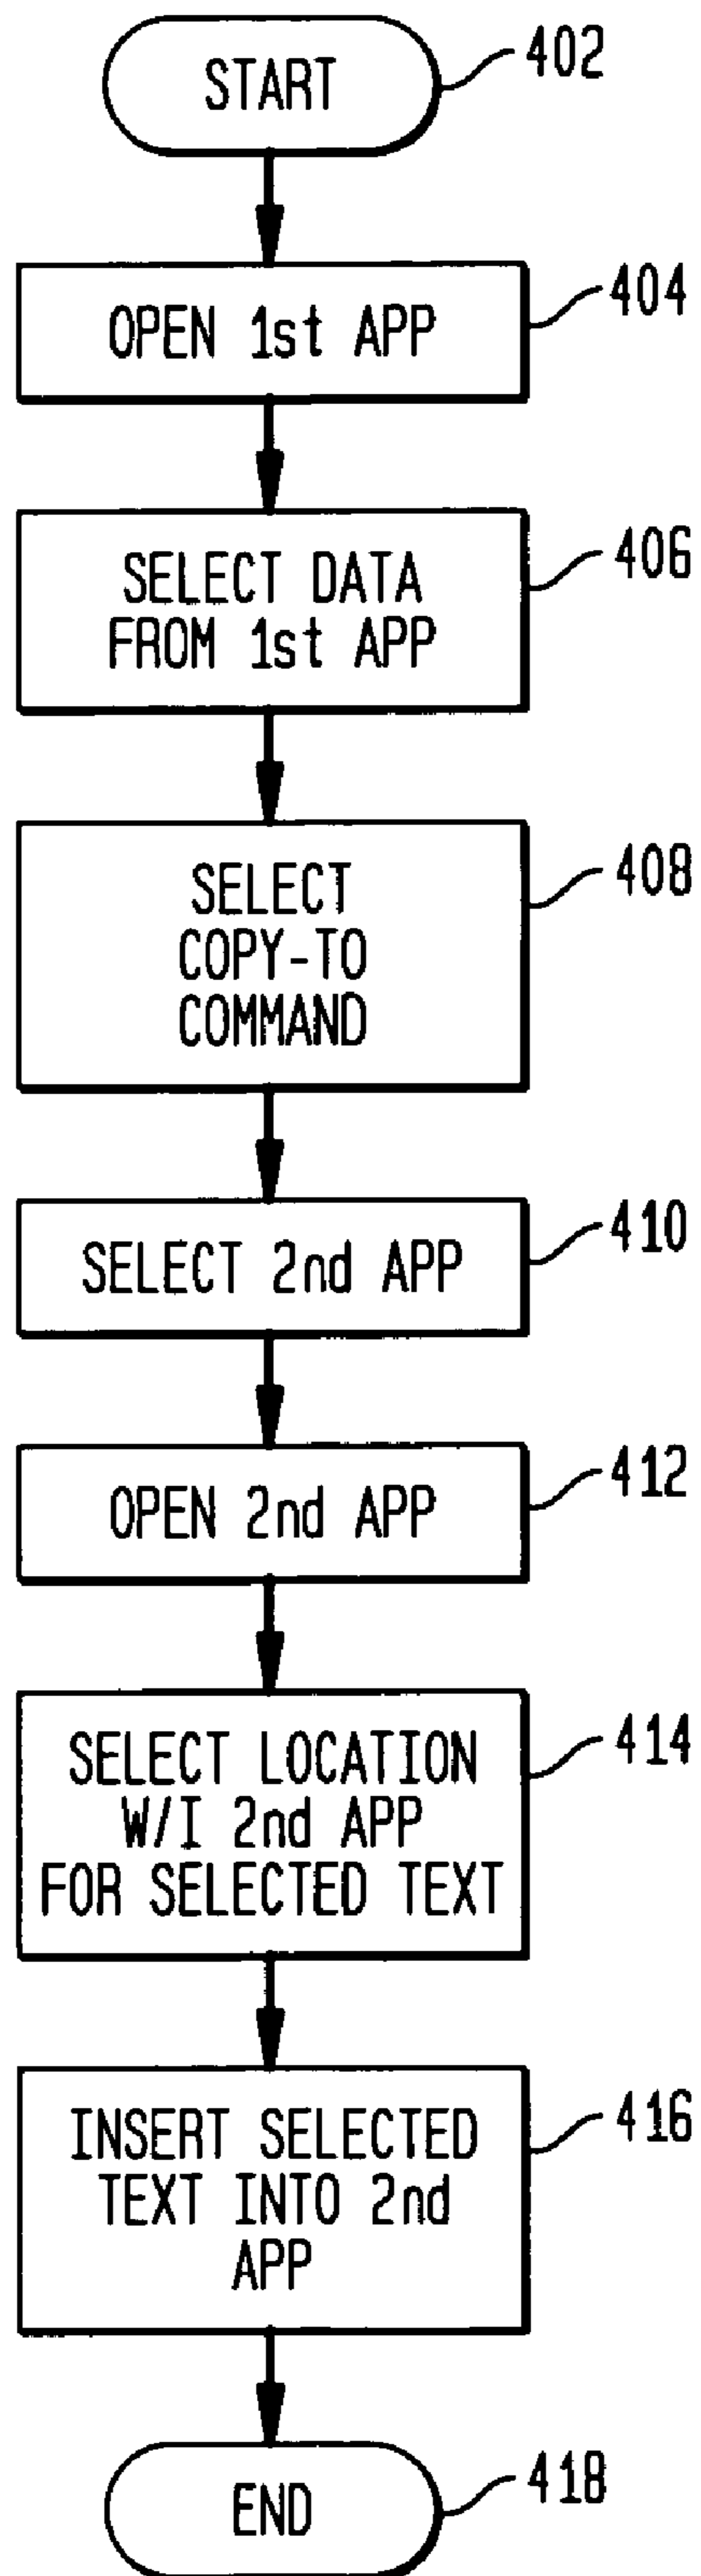 START
402
OPEN 1st APP
404
SELECT DATA
FROM 1st APP
406
SELECT
COPY-TO
COMMAND
408
SELECT 2nd APP
410
OPEN 2nd APP
412
SELECT LOCATION
W/I 2nd APP
FOR SELECTED TEXT
414
INSERT SELECTED
TEXT INTO 2nd
APP
416
END
418